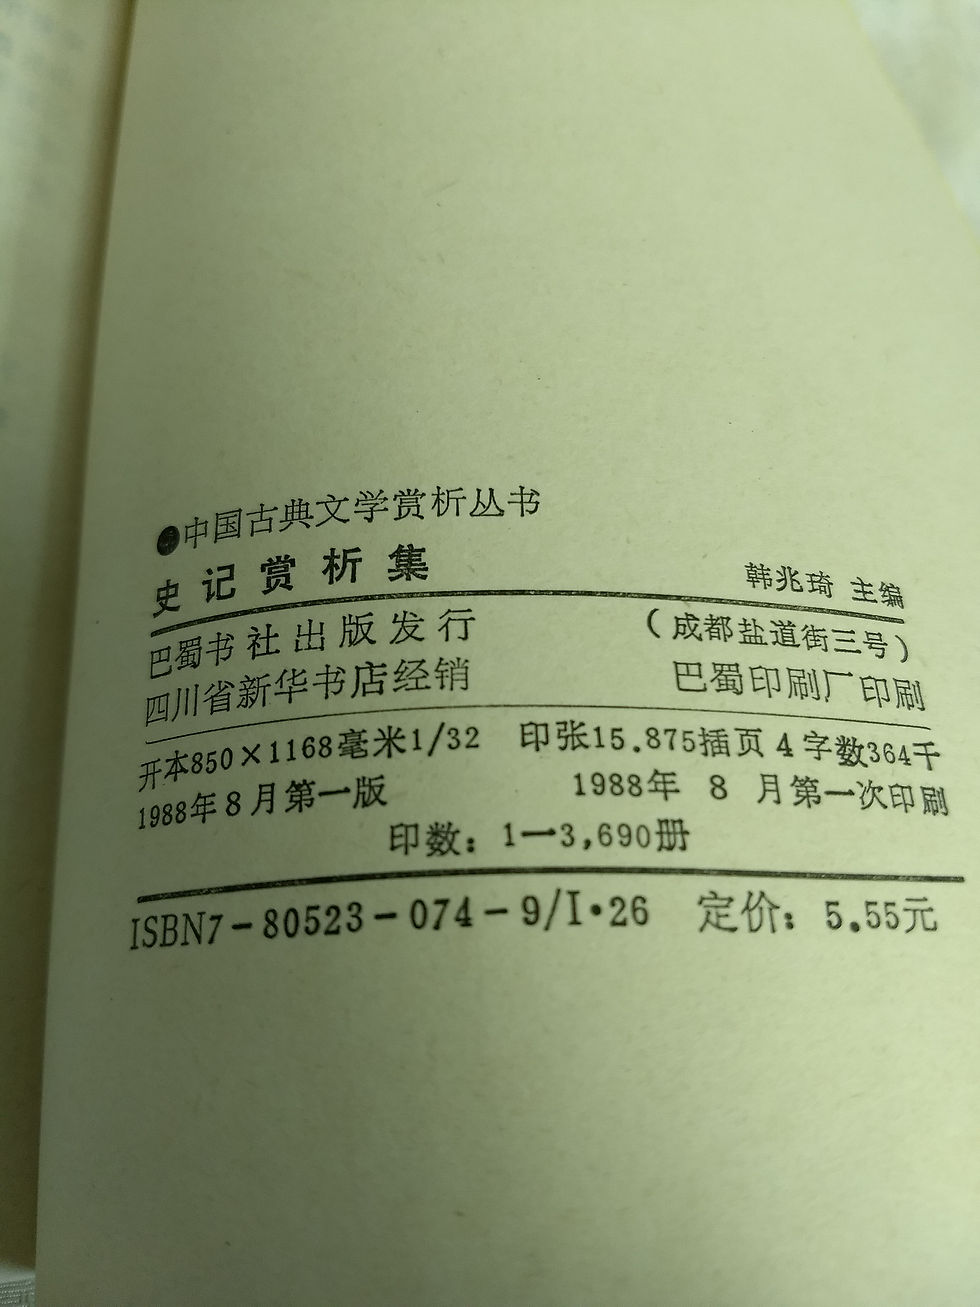 ●中国古典文学赏析丛书
史记赏析集 韩兆琦 主编
巴蜀书社出版发行 （成都盐道街三号）
四川省新华书店经销 巴蜀印刷厂印刷
开本850×1168毫米1/32 印张15.875插页4字数364千
1988年8月第一版 1988年8月第一次印刷
印数：1—3,690册
ISBN7－80523－074－9/I·26 定价：5.55元